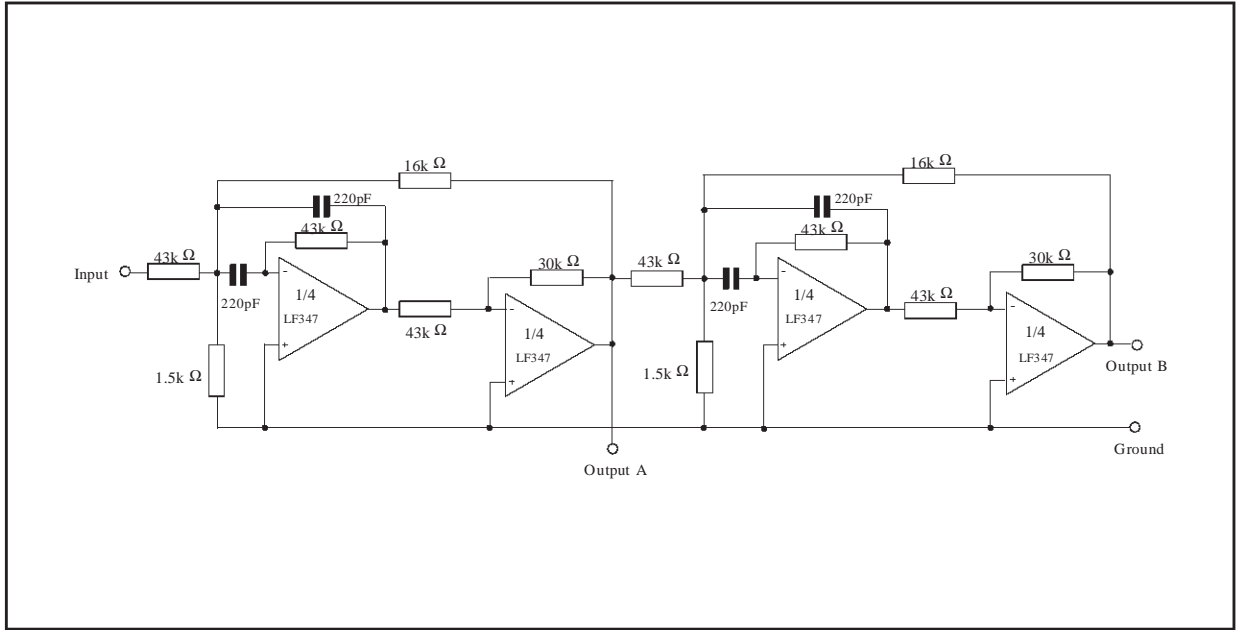 16k Ω
16k Ω
220pF
220pF
43k Ω
43k Ω
43k Ω
30k Ω
43k Ω
30k Ω
Input
220pF
1/4
LF347
43k Ω
1/4
LF347
220pF
1/4
LF347
43k Ω
1/4
LF347
1.5k Ω
1.5k Ω
-
+
-
+
-
+
-
+
Output B
Output A
Ground